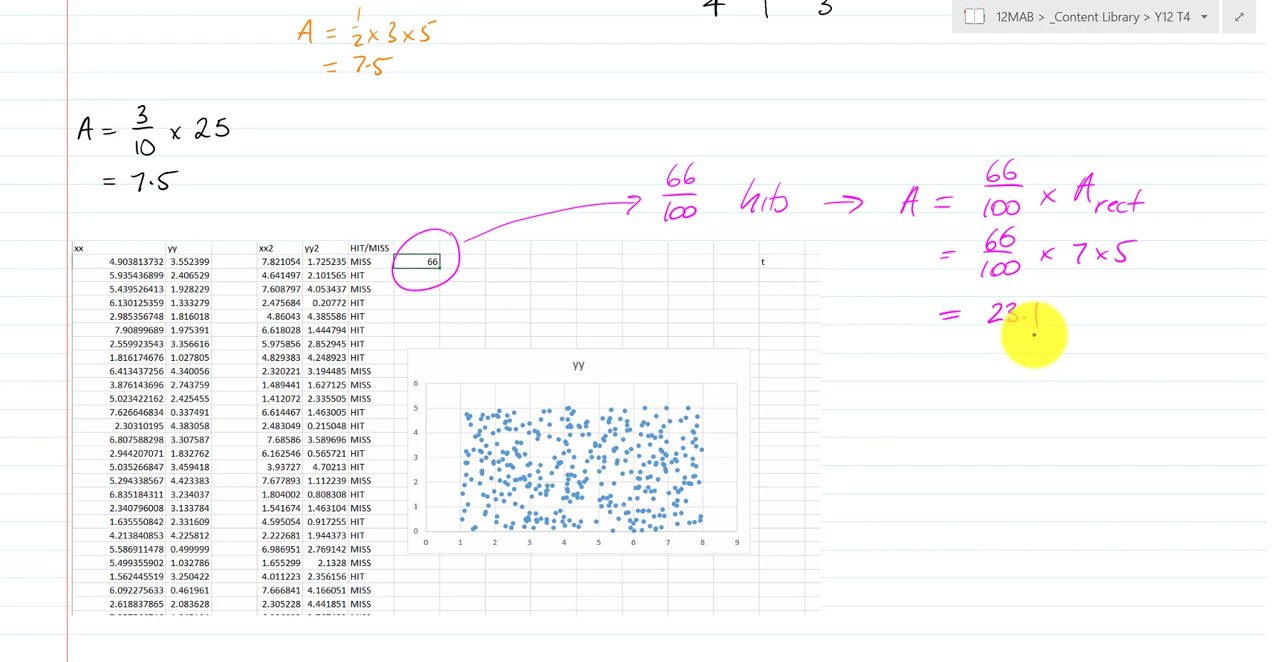 4 1 3
12MAB > _Content Library > Y12 T4
A = 1/2 × 3 × 5
= 7.5
A = 3/10 × 25
= 7.5
66/100 hits → A = 66/100 × A rect
= 66/100 × 7 × 5
= 23.1
xx yy xx2 yy2 HIT/MISS
4.903813732 3.552399 7.821054 1.725235 MISS 66 t
5.935436899 2.406529 4.641497 2.101565 HIT
5.439526413 1.928229 7.608797 4.053437 MISS
6.130125359 1.333279 2.475684 0.20772 HIT
2.985356748 1.816018 4.86043 4.385586 HIT
7.90899689 1.975391 6.618028 1.444794 HIT
2.559923543 3.356616 5.975856 2.852945 HIT
1.816174676 1.027805 4.829383 4.248923 HIT
6.413437256 4.340056 2.320221 3.194485 MISS
3.876143696 2.743759 1.489441 1.627125 MISS
5.023422162 2.425455 1.412072 2.335505 MISS
7.626646834 0.337491 6.614467 1.463005 HIT
2.30310195 4.383058 2.483049 0.215048 HIT
6.807588298 3.307587 7.68586 3.589696 MISS
2.944207071 1.832762 6.162546 0.565721 HIT
5.035266847 3.459418 3.93727 4.70213 HIT
5.294338567 4.423383 7.677893 1.112239 MISS
6.835184311 3.234037 1.804002 0.808308 HIT
2.340796008 3.133784 1.541674 1.463104 MISS
1.635550842 2.331609 4.595054 0.917255 HIT
4.213840853 4.225812 2.222681 1.944373 HIT
5.586911478 0.499999 6.986951 2.769142 MISS
5.499355902 1.032786 1.655299 2.1328 MISS
1.562445519 3.250422 4.011223 2.356156 HIT
6.092275633 0.461961 7.666841 4.166051 MISS
2.618837865 2.083628 2.305228 4.441851 MISS
yy
6
5
4
3
2
1
0
0 1 2 3 4 5 6 7 8 9